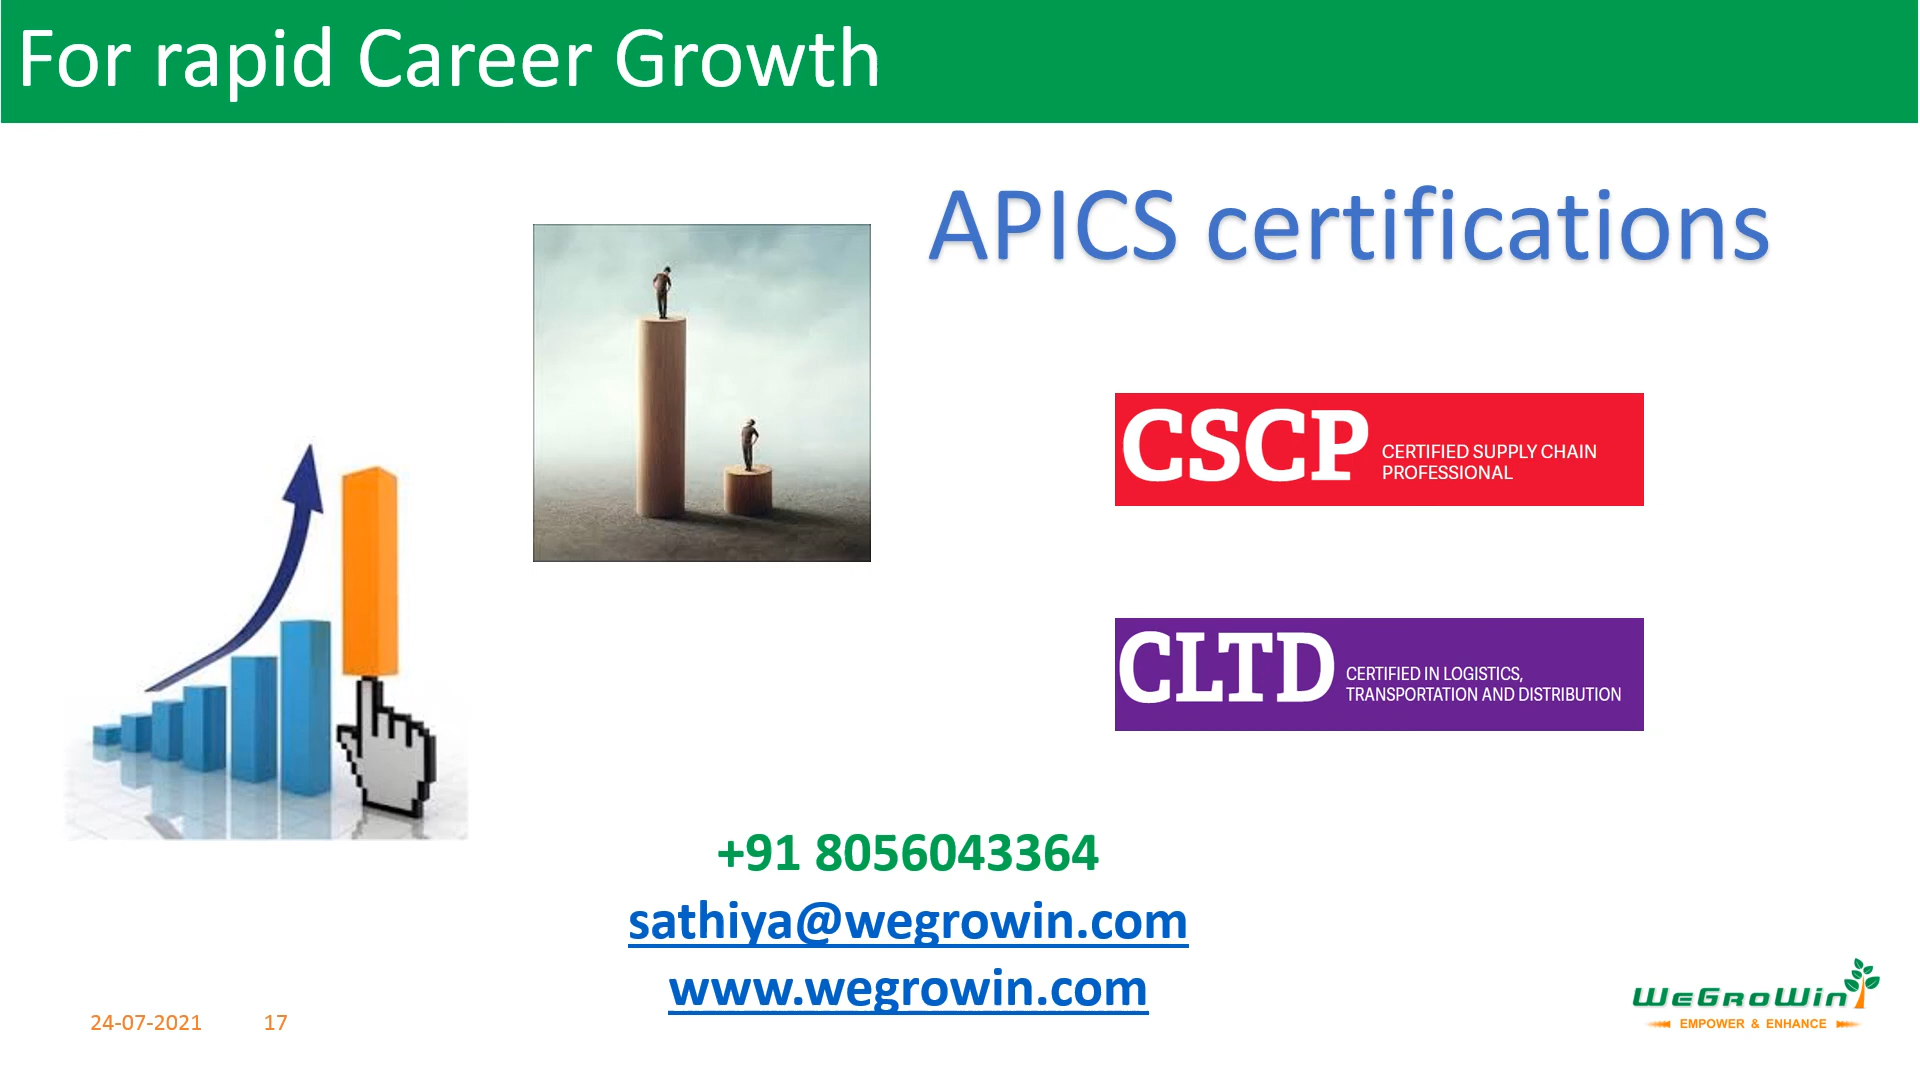 For rapid Career Growth
APICS certifications
CSCP CERTIFIED SUPPLY CHAIN
PROFESSIONAL
CLTD CERTIFIED IN LOGISTICS,
TRANSPORTATION AND DISTRIBUTION
+91 8056043364
sathiya@wegrowin.com
www.wegrowin.com
24-07-2021 17
WEGROWIN
EMPOWER & ENHANCE